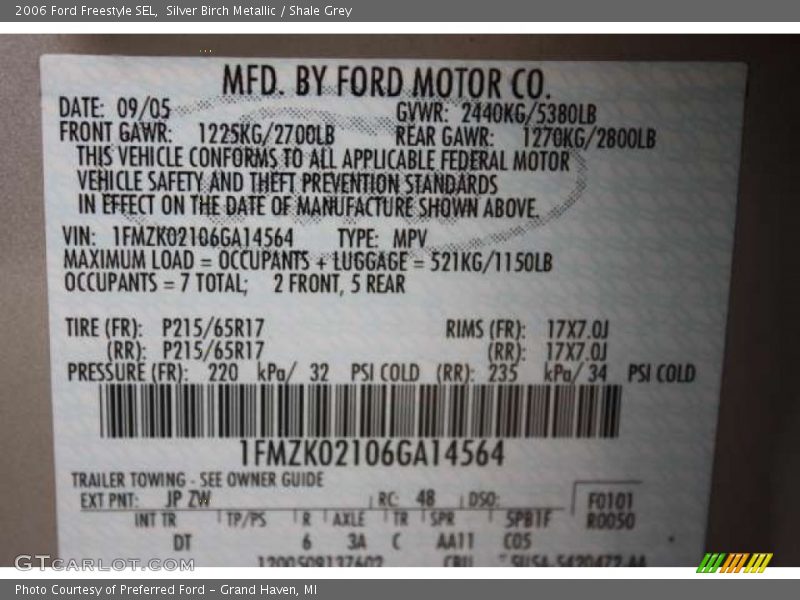 2006 Ford Freestyle SEL,  Silver Birch Metallic / Shale Grey
MFD. BY FORD MOTOR CO.
DATE: 09/05 GVWR: 2440KG/5380LB
FRONT GAWR: 1225KG/2700LB REAR GAWR: 1270KG/2800LB
THIS VEHICLE CONFORMS TO ALL APPLICABLE FEDERAL MOTOR
VEHICLE SAFETY AND THEFT PREVENTION STANDARDS
IN EFFECT ON THE DATE OF MANUFACTURE SHOWN ABOVE.
VIN: 1FMZK02106GA14564 TYPE: MPV
MAXIMUM LOAD = OCCUPANTS + LUGGAGE = 521KG/1150LB
OCCUPANTS = 7 TOTAL; 2 FRONT, 5 REAR
TIRE (FR): P215/65R17 RIMS (FR): 17X7.0J
(RR): P215/65R17 (RR): 17X7.0J
PRESSURE (FR): 220 kPa/ 32 PSI COLD (RR): 235 kPa/ 34 PSI COLD
1FMZK02106GA14564
TRAILER TOWING - SEE OWNER GUIDE
EXT PNT: JP ZW RC: 48 DSO: F0101
INT TR TP/PS R AXLE TR SPR SPB1F R0050
DT 6 3A C AA11 C05
GTCarLot.com
Photo Courtesy of Preferred Ford – Grand Haven, MI